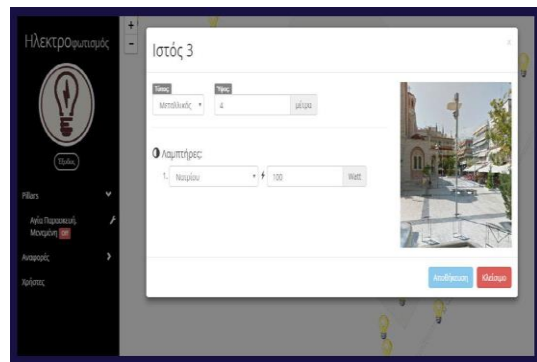 Ηλεκτροφωτισμός
Έξοδος
Pillars
Αγία Παρασκευή,
Μενεμένη Off
Αναφορές
Χρήστες
+
-
Ιστός 3
x
Τύπος: Ύψος:
Μεταλλικός 4 μέτρα
Λαμπτήρες:
1. Νατρίου 100 Watt
Αποθήκευση Κλείσιμο